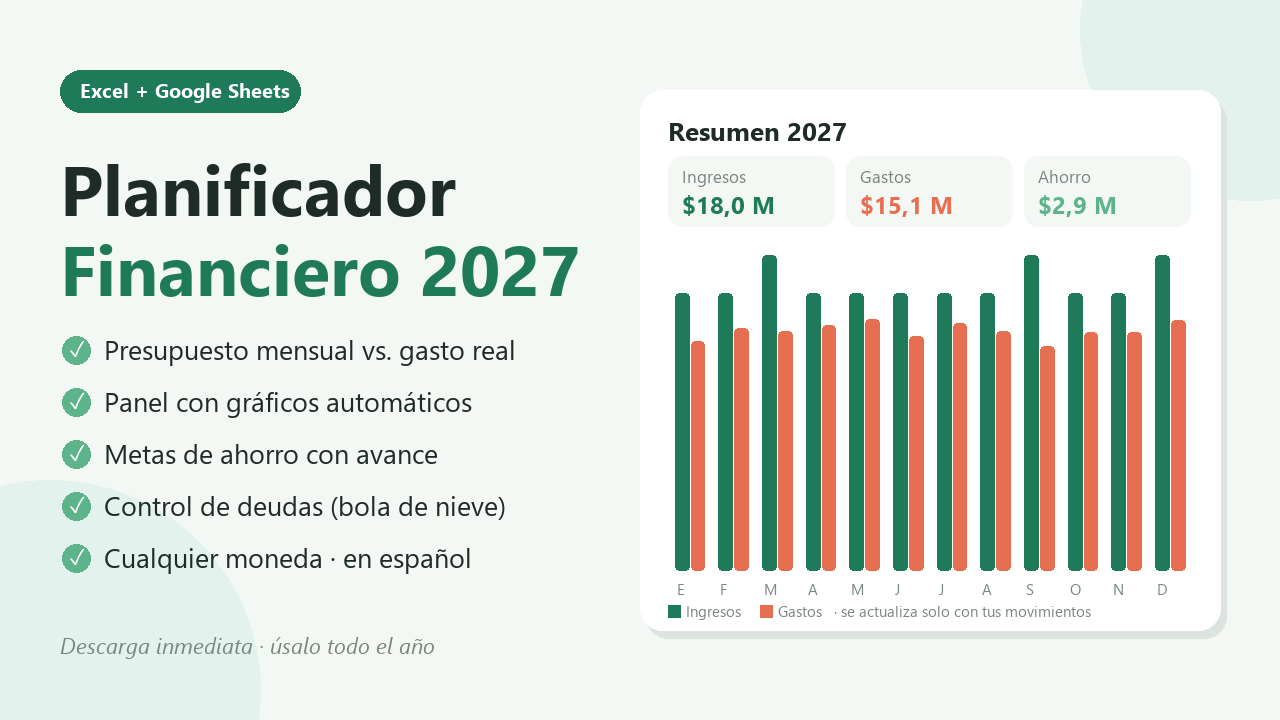 Excel + Google Sheets
Planificador
Financiero 2027
✓ Presupuesto mensual vs. gasto real
✓ Panel con gráficos automáticos
✓ Metas de ahorro con avance
✓ Control de deudas (bola de nieve)
✓ Cualquier moneda · en español
Descarga inmediata · úsalo todo el año
Resumen 2027
Ingresos Gastos Ahorro
$18,0 M $15,1 M $2,9 M
E F M A M J J A S O N D
Ingresos Gastos · se actualiza solo con tus movimientos